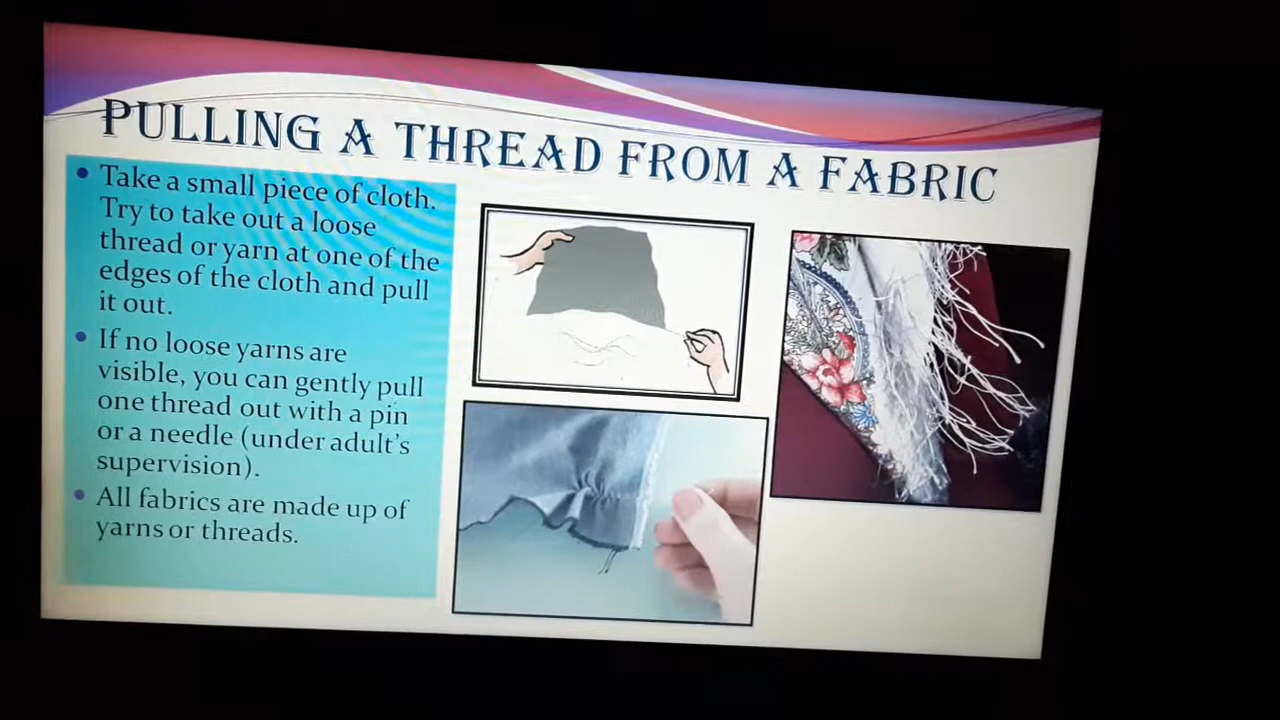 PULLING A THREAD FROM A FABRIC
Take a small piece of cloth.
Try to take out a loose
thread or yarn at one of the
edges of the cloth and pull
it out.
If no loose yarns are
visible, you can gently pull
one thread out with a pin
or a needle (under adult's
supervision).
All fabrics are made up of
yarns or threads.